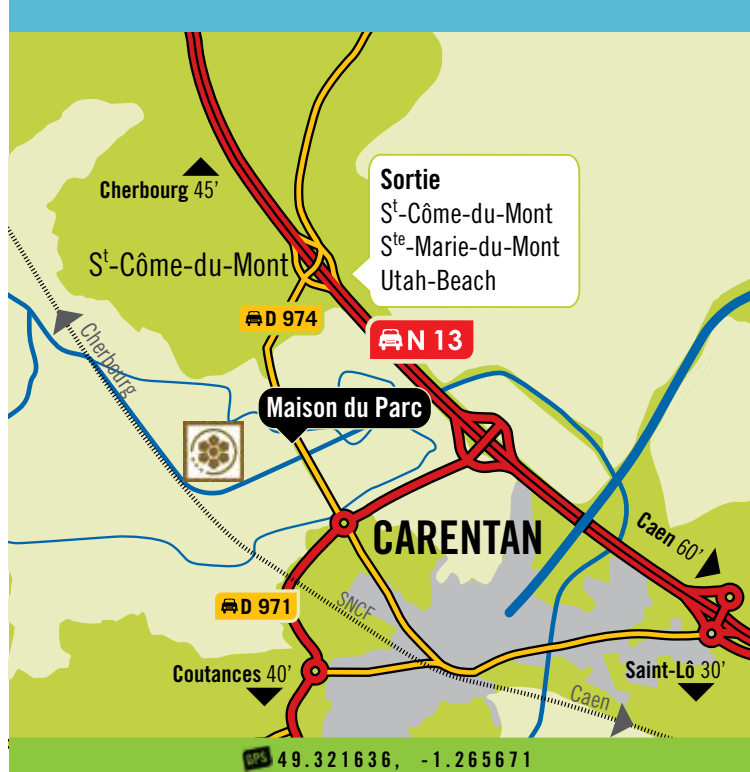 Cherbourg 45'
Sortie
St-Côme-du-Mont
Ste-Marie-du-Mont
Utah-Beach
St-Côme-du-Mont
D 974
N 13
Cherbourg
Maison du Parc
CARENTAN
Caen 60'
D 971
SNCF
Coutances 40'
Saint-Lô 30'
Caen
GPS 49.321636, -1.265671